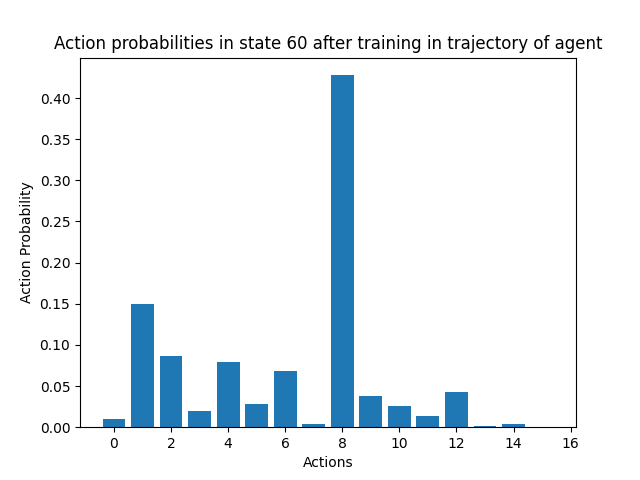 Action probabilities in state 60 after training in trajectory of agent
0.40
0.35
0.30
0.25
0.20
0.15
0.10
0.05
0.00
Action Probability
0 2 4 6 8 10 12 14 16
Actions